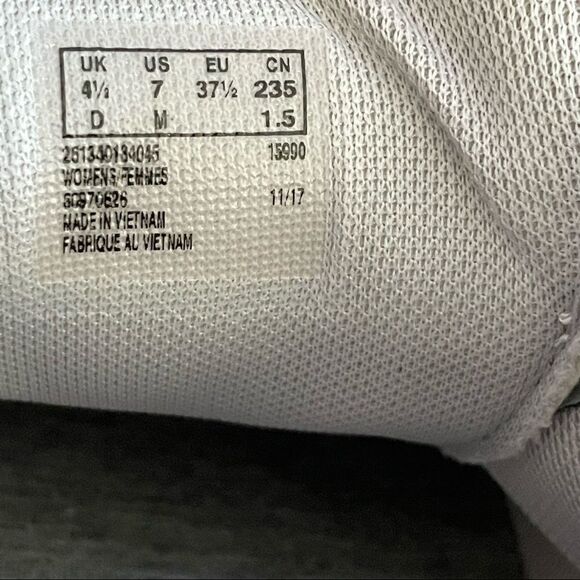 UK US EU CN
4½ 7 37½ 235
D M 1.5
261340134045 15990
WOMENS/FEMMES
50970626 11/17
MADE IN VIETNAM
FABRIQUE AU VIETNAM